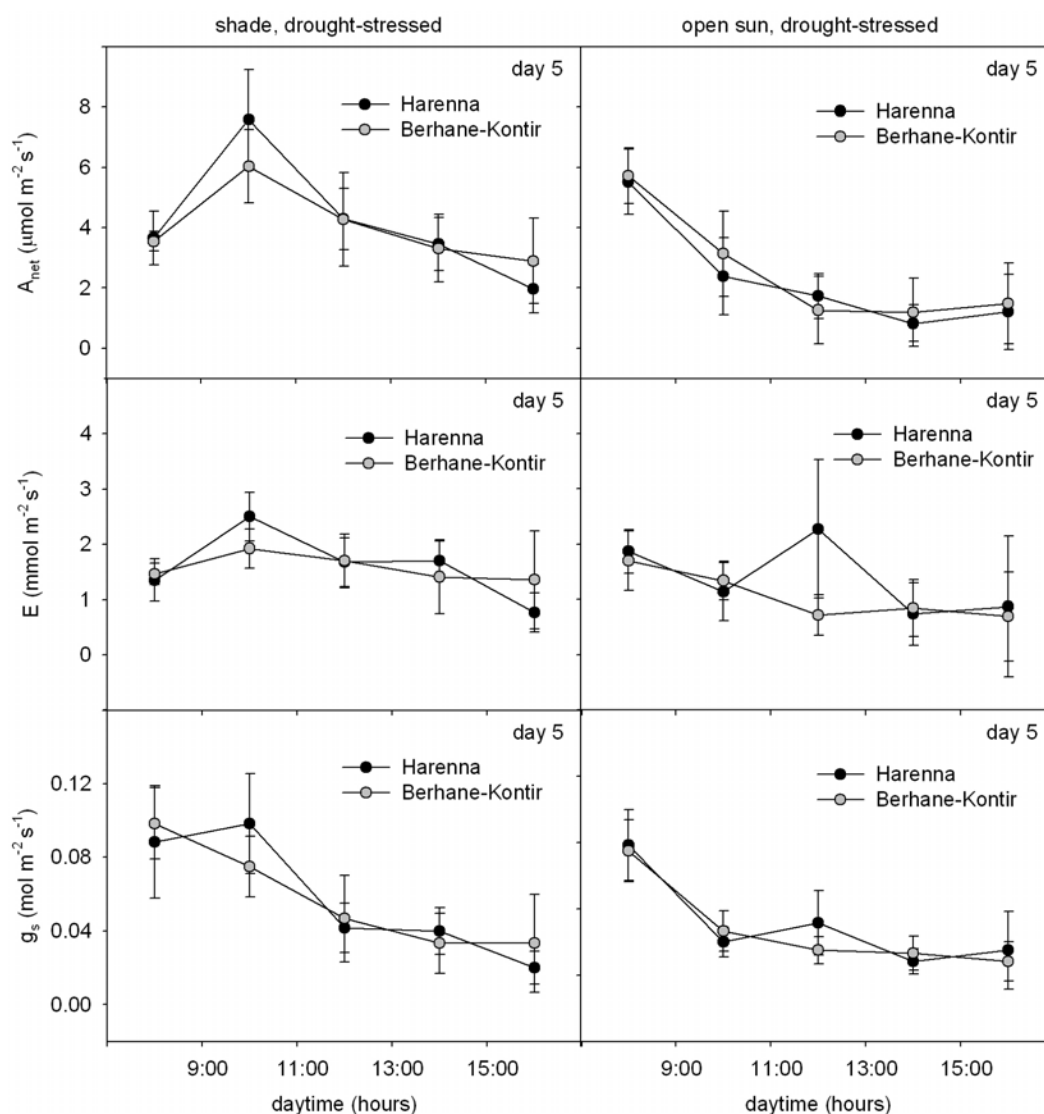 shade, drought-stressed
open sun, drought-stressed
day 5
Harenna
Berhane-Kontir
day 5
Harenna
Berhane-Kontir
8
6
4
2
0
A_net (µmol m⁻² s⁻¹)
day 5
Harenna
Berhane-Kontir
day 5
Harenna
Berhane-Kontir
4
3
2
1
0
E (mmol m⁻² s⁻¹)
day 5
Harenna
Berhane-Kontir
day 5
Harenna
Berhane-Kontir
0.12
0.08
0.04
0.00
g_s (mol m⁻² s⁻¹)
9:00 11:00 13:00 15:00
9:00 11:00 13:00 15:00
daytime (hours)
daytime (hours)